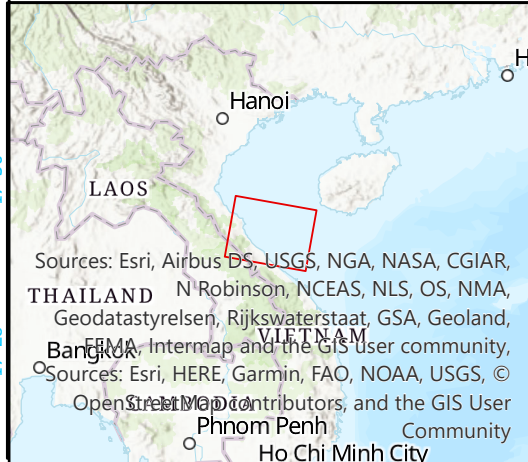 H
Hanoi
LAOS
Sources: Esri, Airbus DS, USGS, NGA, NASA, CGIAR,
N Robinson, NCEAS, NLS, OS, NMA,
THAILAND
Geodatastyrelsen, Rijkswaterstaat, GSA, Geoland,
VIETNAM
FEMA, Intermap and the GIS user community,
Bangkok
Sources: Esri, HERE, Garmin, FAO, NOAA, USGS, ©
OpenStreetMap contributors, and the GIS User
CAMBODIA
Phnom Penh
Community
Ho Chi Minh City